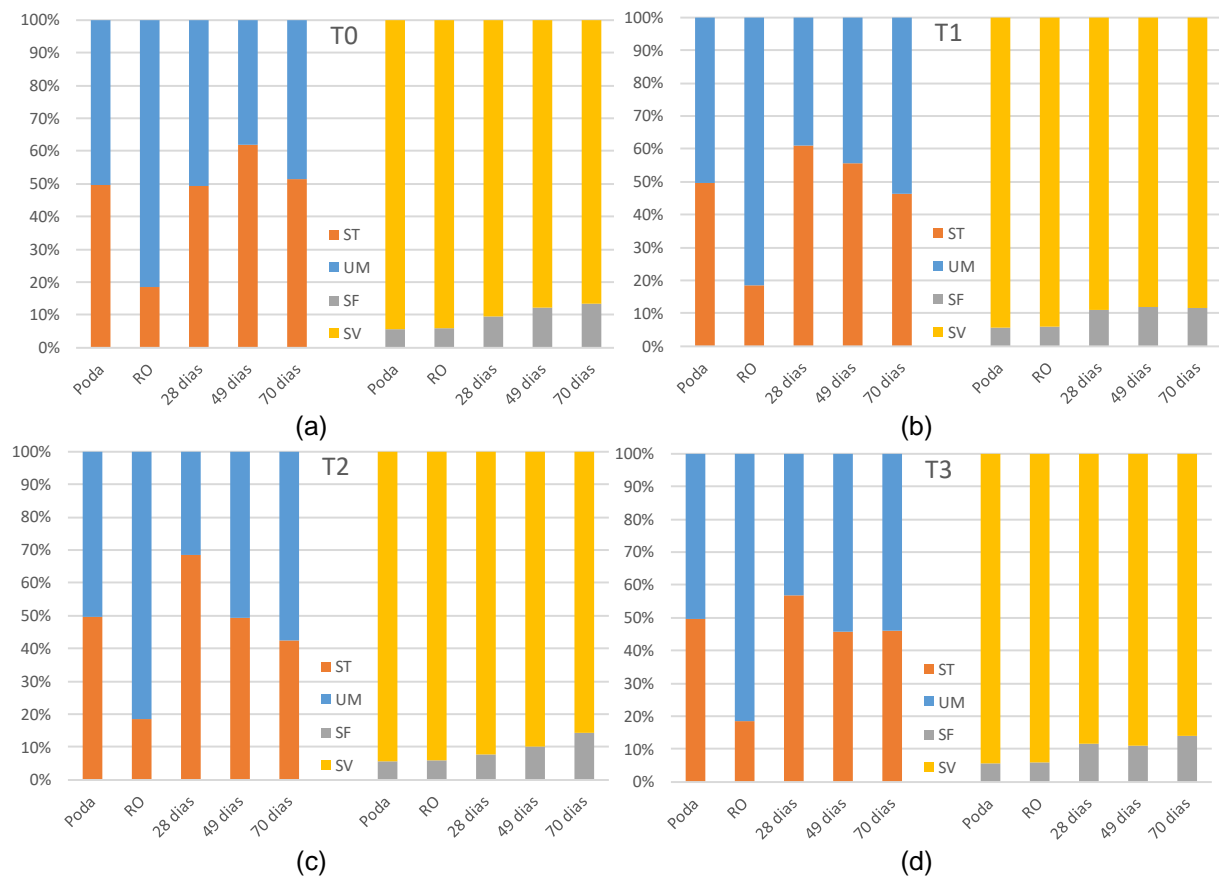 T0
100%
90%
80%
70%
60%
50%
40%
30%
20%
10%
0%
ST
UM
SF
SV
Poda
RO
28 dias
49 dias
70 dias
Poda
RO
28 dias
49 dias
70 dias
(a)
T1
100%
90%
80%
70%
60%
50%
40%
30%
20%
10%
0%
ST
UM
SF
SV
Poda
RO
28 dias
49 dias
70 dias
Poda
RO
28 dias
49 dias
70 dias
(b)
T2
100%
90%
80%
70%
60%
50%
40%
30%
20%
10%
0%
ST
UM
SF
SV
Poda
RO
28 dias
49 dias
70 dias
Poda
RO
28 dias
49 dias
70 dias
(c)
T3
100%
90%
80%
70%
60%
50%
40%
30%
20%
10%
0%
ST
UM
SF
SV
Poda
RO
28 dias
49 dias
70 dias
Poda
RO
28 dias
49 dias
70 dias
(d)